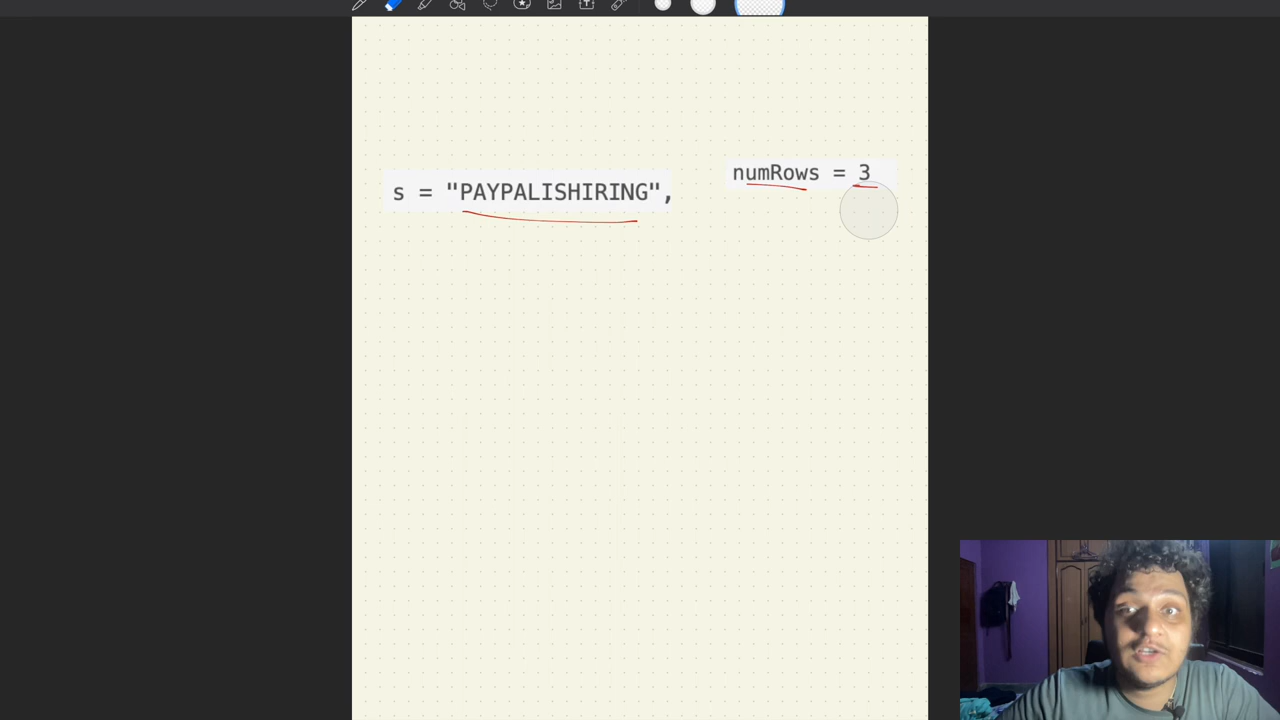 s = "PAYPALISHIRING",
numRows = 3